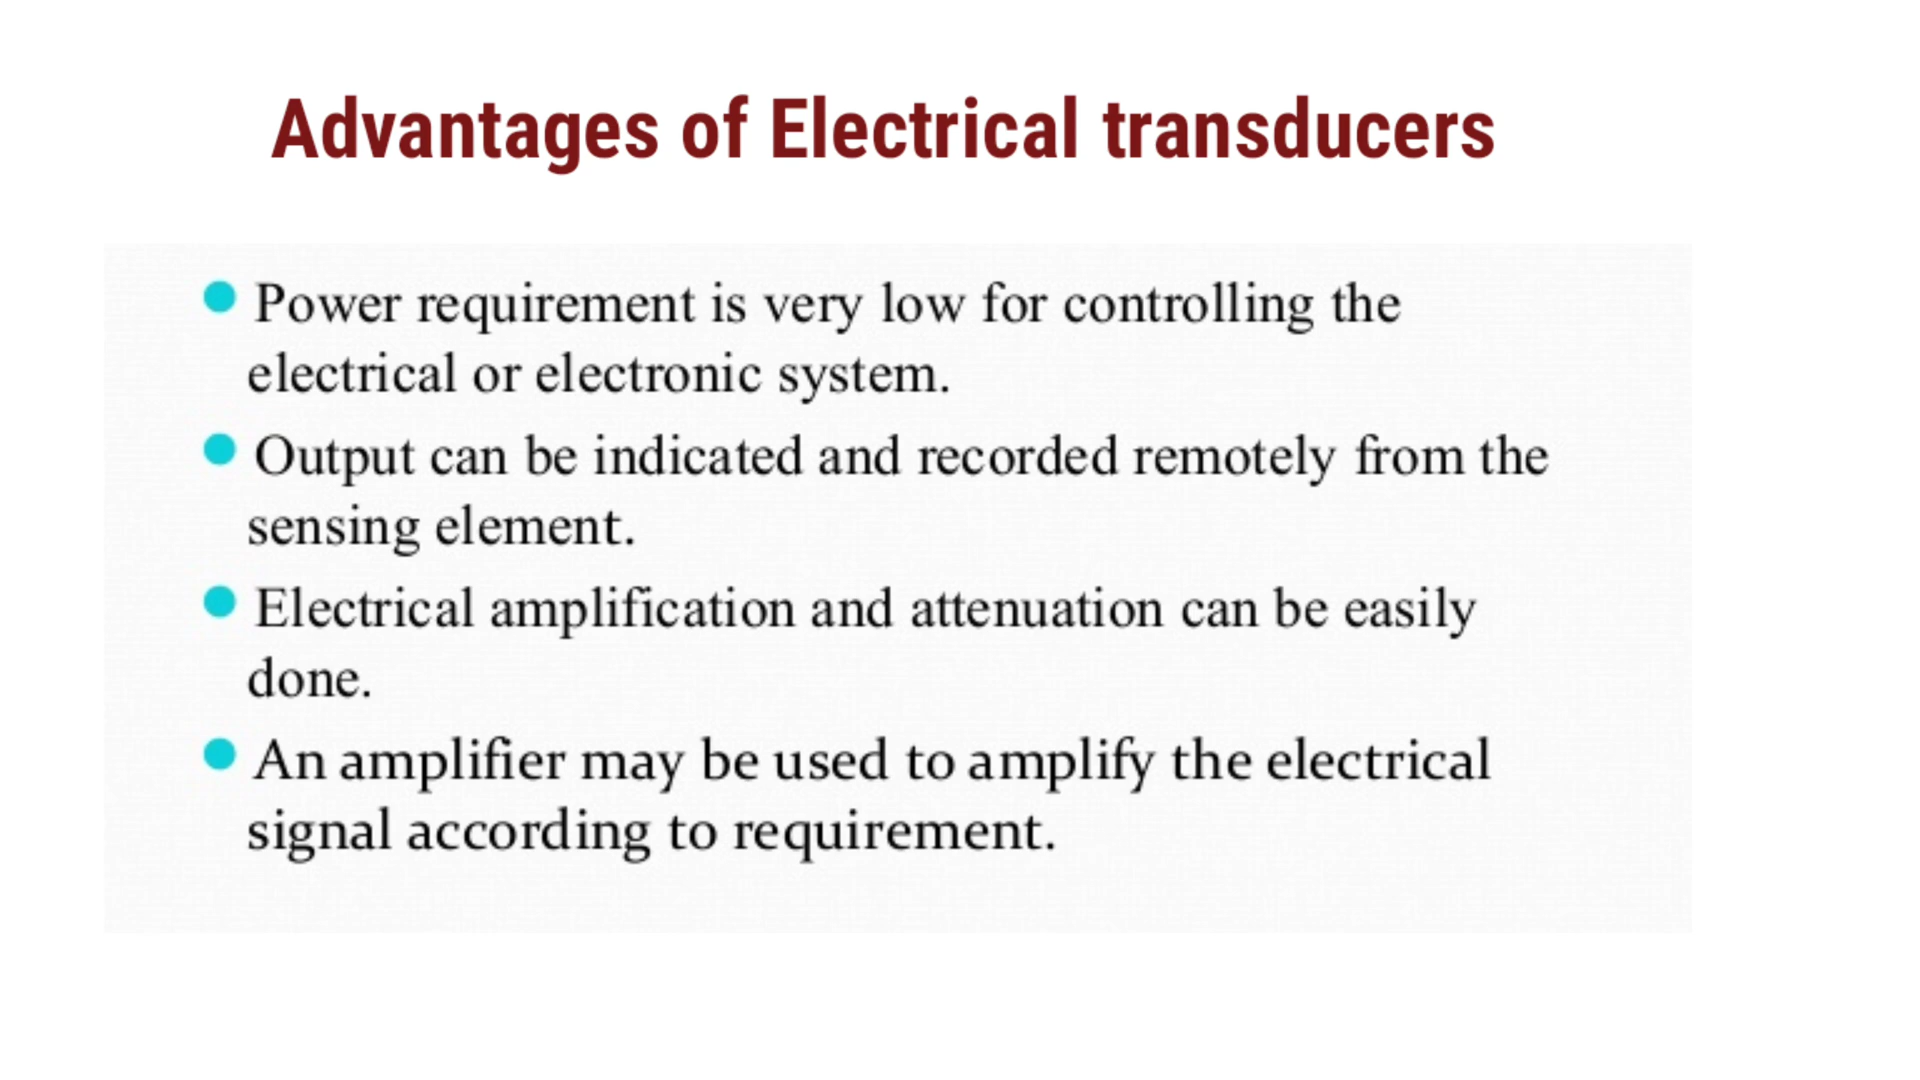 Advantages of Electrical transducers
Power requirement is very low for controlling the
electrical or electronic system.
Output can be indicated and recorded remotely from the
sensing element.
Electrical amplification and attenuation can be easily
done.
An amplifier may be used to amplify the electrical
signal according to requirement.